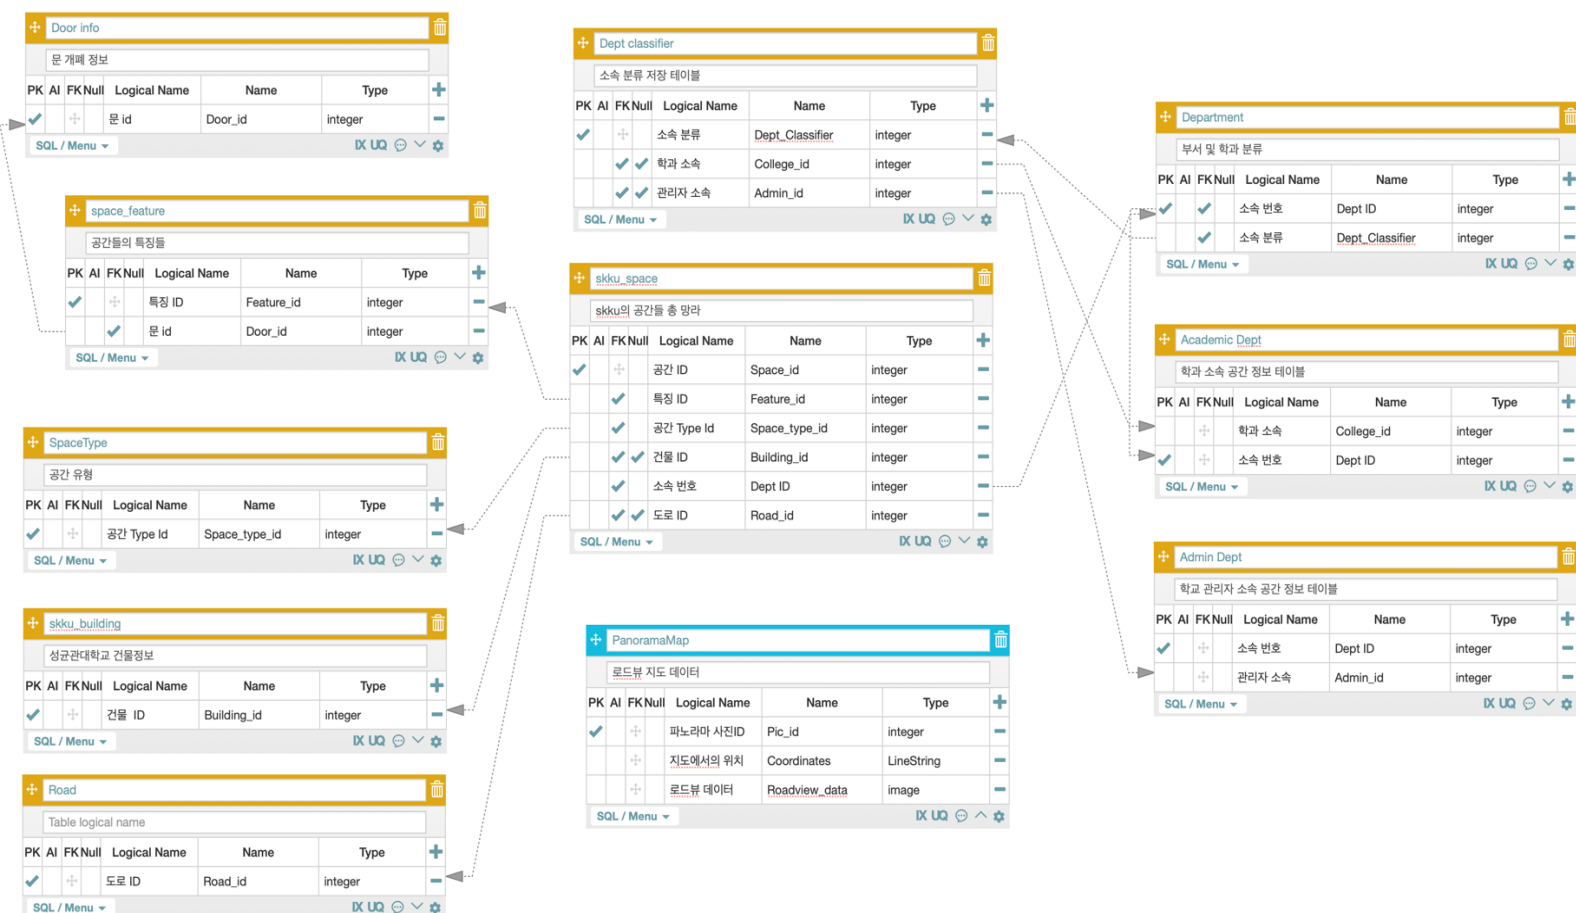 Door info
문 개폐 정보
PK AI FK Null Logical Name Name Type
문 id Door_id integer
SQL / Menu IX UQ
space_feature
공간들의 특징들
PK AI FK Null Logical Name Name Type
특징 ID Feature_id integer
문 id Door_id integer
SQL / Menu IX UQ
SpaceType
공간 유형
PK AI FK Null Logical Name Name Type
공간 Type Id Space_type_id integer
SQL / Menu IX UQ
skku_building
성균관대학교 건물정보
PK AI FK Null Logical Name Name Type
건물 ID Building_id integer
SQL / Menu IX UQ
Road
Table logical name
PK AI FK Null Logical Name Name Type
도로 ID Road_id integer
SQL / Menu IX UQ
Dept classifier
소속 분류 저장 테이블
PK AI FK Null Logical Name Name Type
소속 분류 Dept_Classifier integer
학과 소속 College_id integer
관리자 소속 Admin_id integer
SQL / Menu IX UQ
skku_space
skku의 공간들 총 망라
PK AI FK Null Logical Name Name Type
공간 ID Space_id integer
특징 ID Feature_id integer
공간 Type Id Space_type_id integer
건물 ID Building_id integer
소속 번호 Dept ID integer
도로 ID Road_id integer
SQL / Menu IX UQ
PanoramaMap
로드뷰 지도 데이터
PK AI FK Null Logical Name Name Type
파노라마 사진ID Pic_id integer
지도에서의 위치 Coordinates LineString
로드뷰 데이터 Roadview_data image
SQL / Menu IX UQ
Department
부서 및 학과 분류
PK AI FK Null Logical Name Name Type
소속 번호 Dept ID integer
소속 분류 Dept_Classifier integer
SQL / Menu IX UQ
Academic Dept
학과 소속 공간 정보 테이블
PK AI FK Null Logical Name Name Type
학과 소속 College_id integer
소속 번호 Dept ID integer
SQL / Menu IX UQ
Admin Dept
학교 관리자 소속 공간 정보 테이블
PK AI FK Null Logical Name Name Type
소속 번호 Dept ID integer
관리자 소속 Admin_id integer
SQL / Menu IX UQ